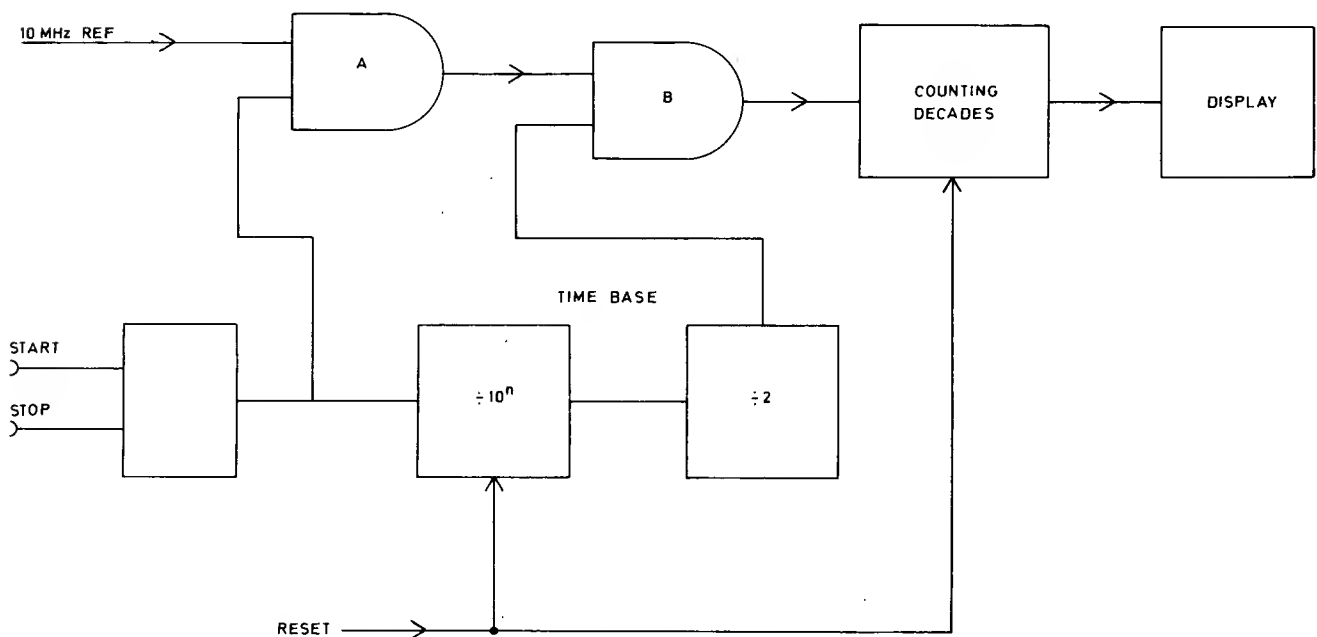 10 MHz REF
A
B
COUNTING
DECADES
DISPLAY
TIME BASE
START
STOP
÷10ⁿ
÷2
RESET